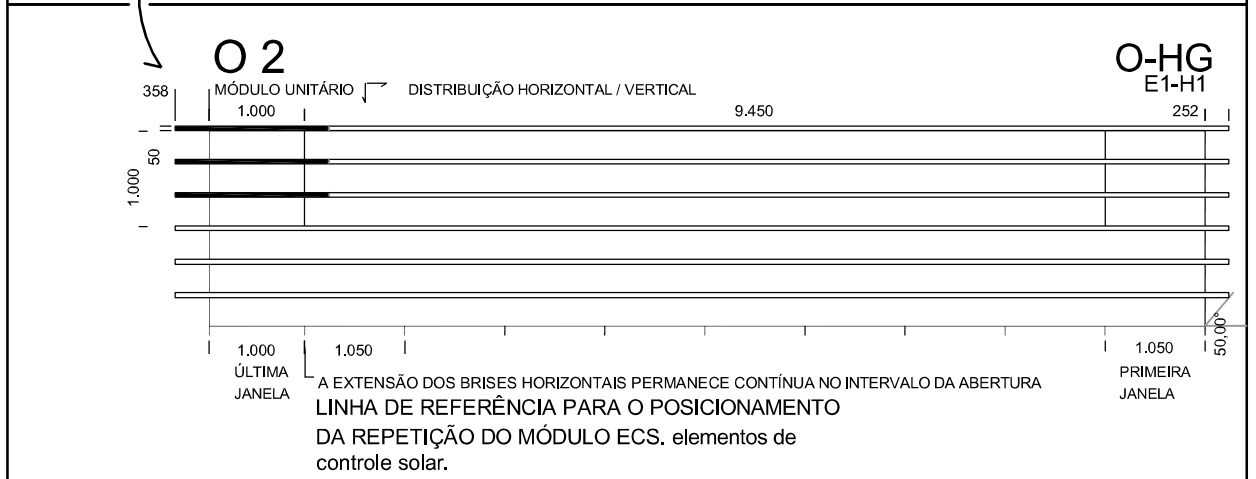 O 2
O-HG
E1-H1
358
MÓDULO UNITÁRIO
DISTRIBUIÇÃO HORIZONTAL / VERTICAL
1.000
9.450
252
50
1.000
1.000
1.050
1.050
50,00°
ÚLTIMA
JANELA
PRIMEIRA
JANELA
A EXTENSÃO DOS BRISES HORIZONTAIS PERMANECE CONTÍNUA NO INTERVALO DA ABERTURA
LINHA DE REFERÊNCIA PARA O POSICIONAMENTO
DA REPETIÇÃO DO MÓDULO ECS. elementos de
controle solar.